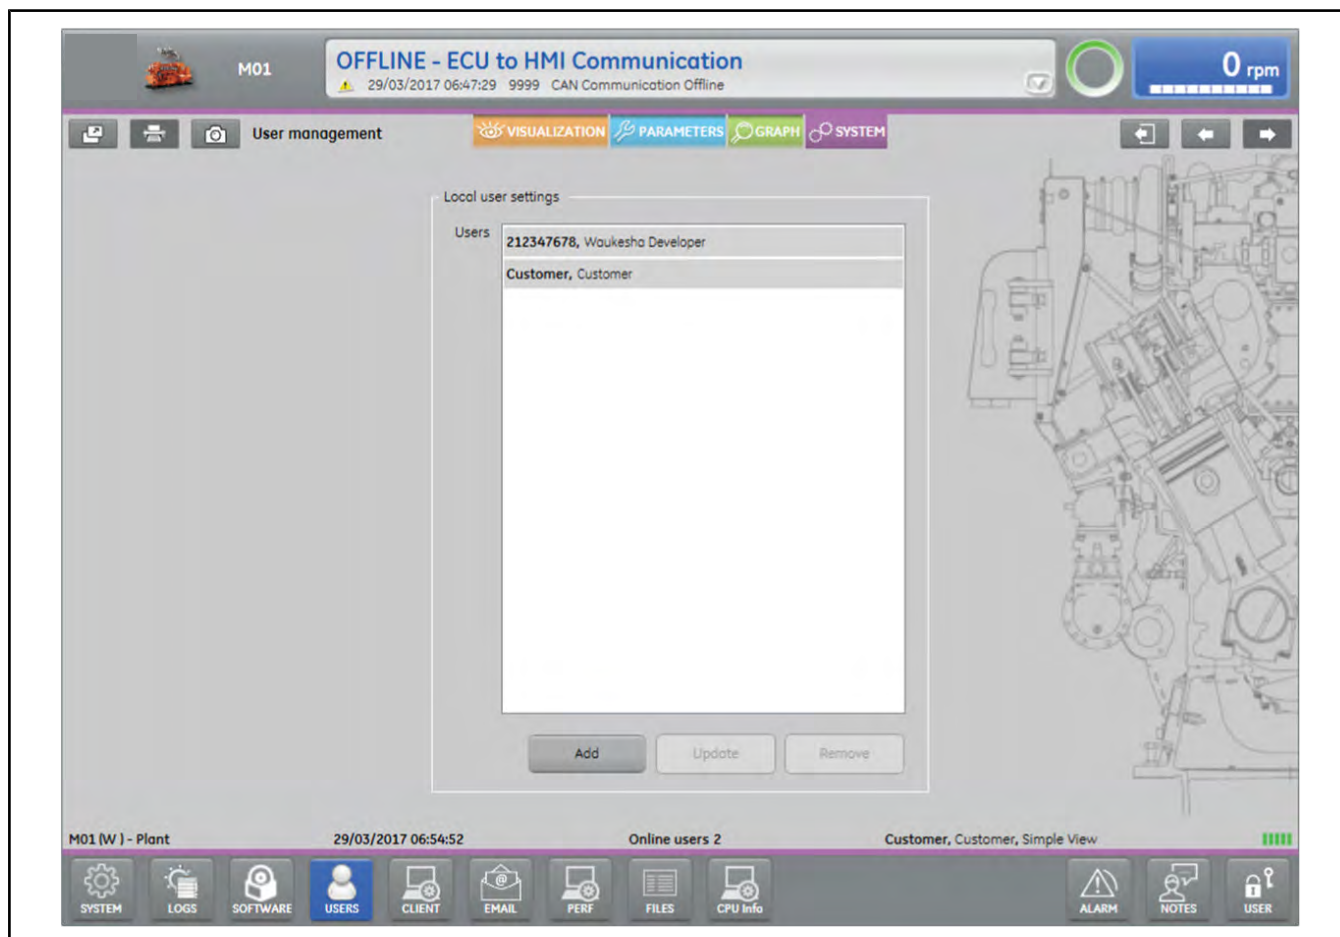 M01
OFFLINE - ECU to HMI Communication
29/03/2017 06:47:29 9999 CAN Communication Offline
0 rpm
User management
VISUALIZATION PARAMETERS GRAPH SYSTEM
Local user settings
Users
212347678, Waukesha Developer
Customer, Customer
Add Update Remove
M01 (W ) - Plant 29/03/2017 06:54:52 Online users 2 Customer, Customer, Simple View
SYSTEM LOGS SOFTWARE USERS CLIENT EMAIL PERF FILES CPU Info ALARM NOTES USER